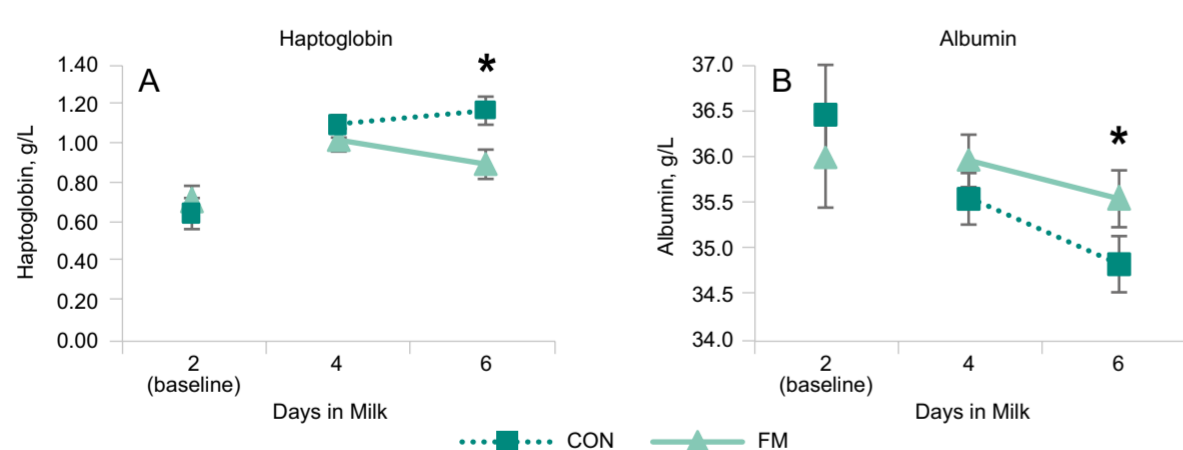 Haptoglobin
A
*
Haptoglobin, g/L
1.40
1.20
1.00
0.80
0.60
0.40
0.20
0.00
2
(baseline)
4
6
Days in Milk
Albumin
B
*
Albumin, g/L
37.0
36.5
36.0
35.5
35.0
34.5
34.0
2
(baseline)
4
6
Days in Milk
CON
FM